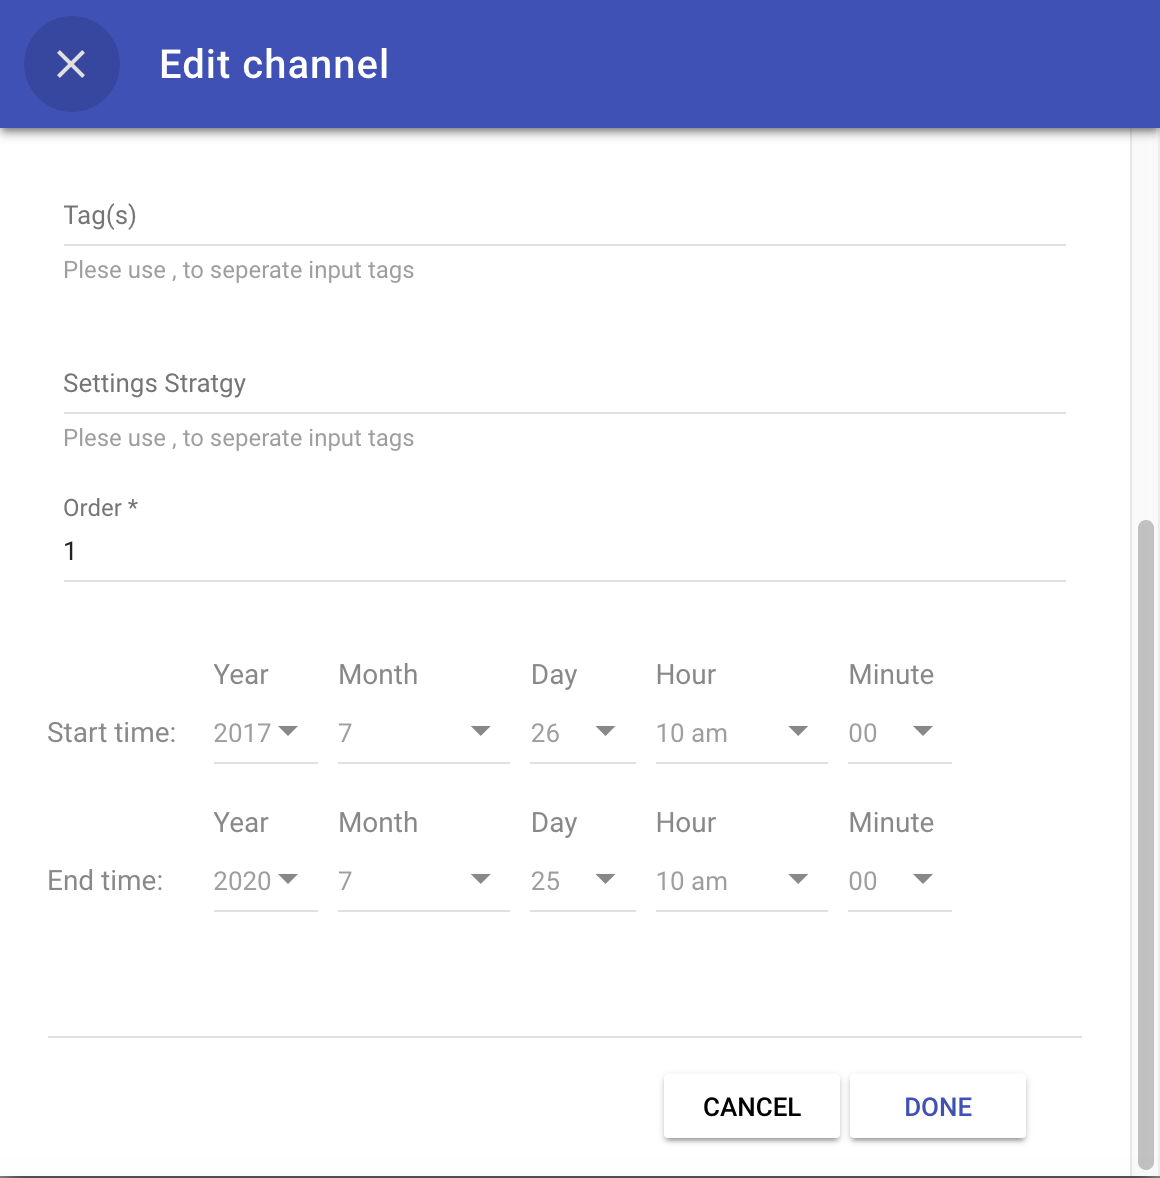 Edit channel
Tag(s)
Plese use , to seperate input tags
Settings Stratgy
Plese use , to seperate input tags
Order *
1
Year Month Day Hour Minute
Start time: 2017 7 26 10 am 00
Year Month Day Hour Minute
End time: 2020 7 25 10 am 00
CANCEL DONE